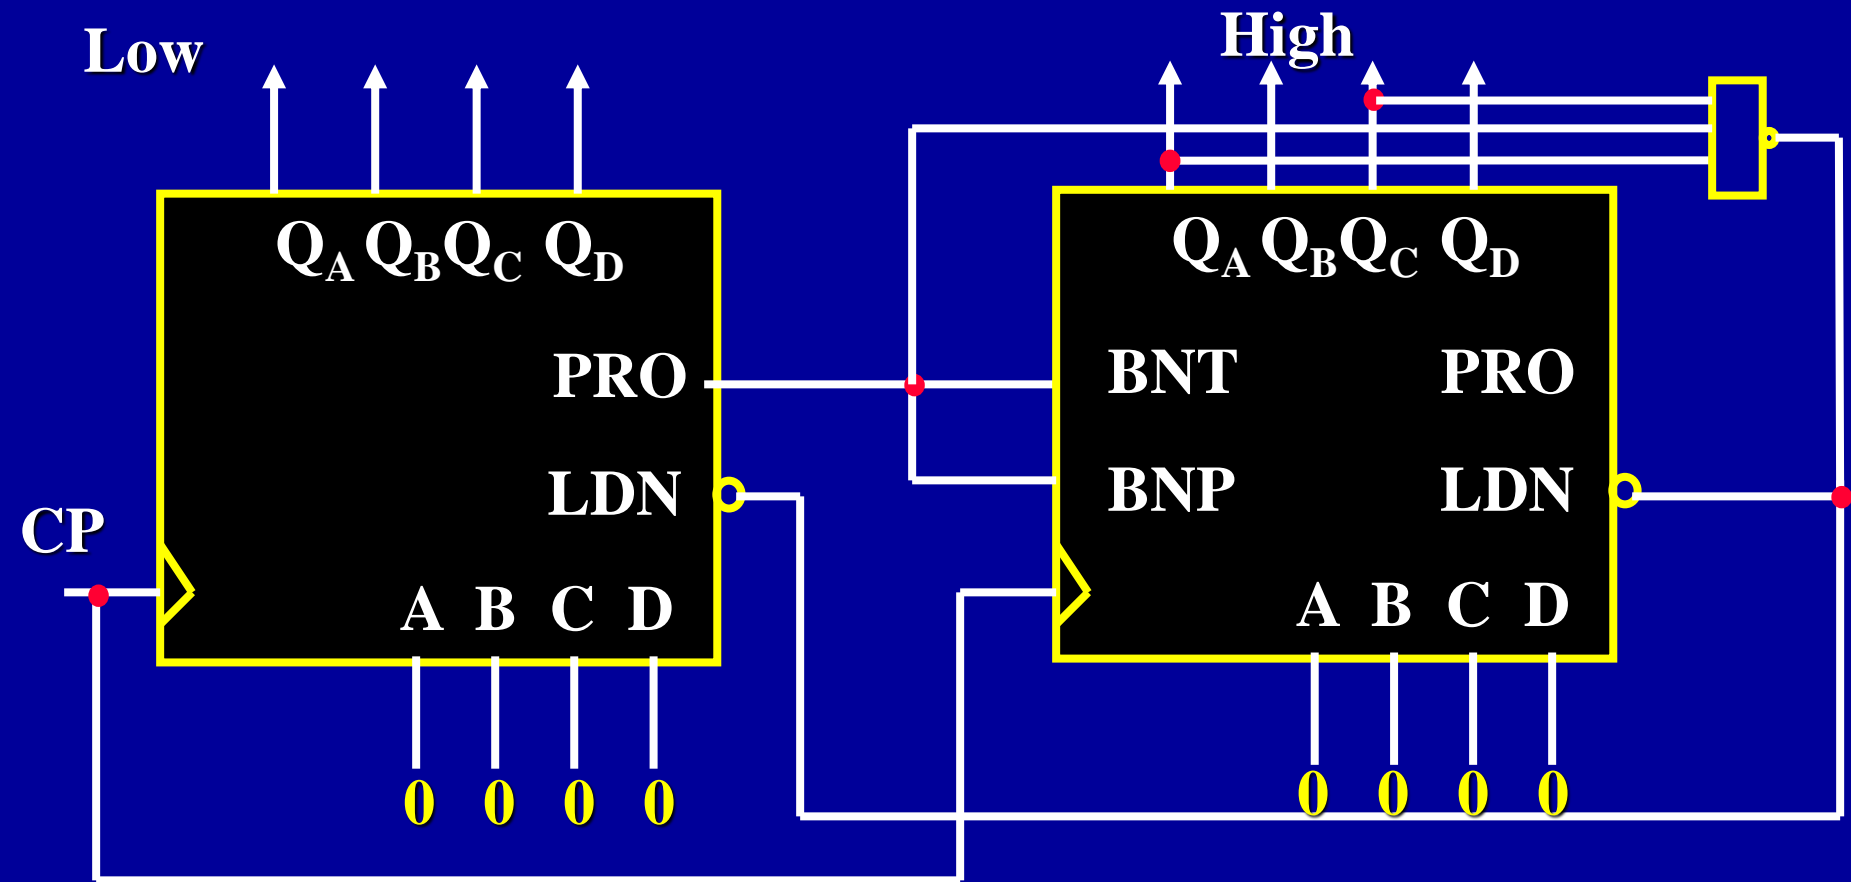 Low
High
QA QB QC QD
QA QB QC QD
PRO
BNT PRO
LDN
BNP LDN
CP
A B C D
A B C D
0 0 0 0
0 0 0 0